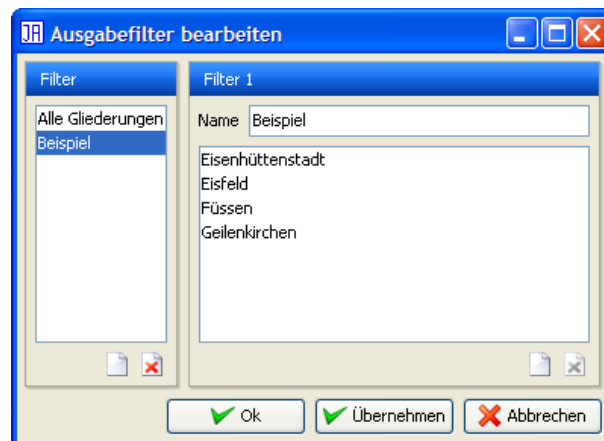 JA Ausgabefilter bearbeiten
Filter
Alle Gliederungen
Beispiel
Filter 1
Name Beispiel
Eisenhüttenstadt
Eisfeld
Füssen
Geilenkirchen
Ok Übernehmen Abbrechen